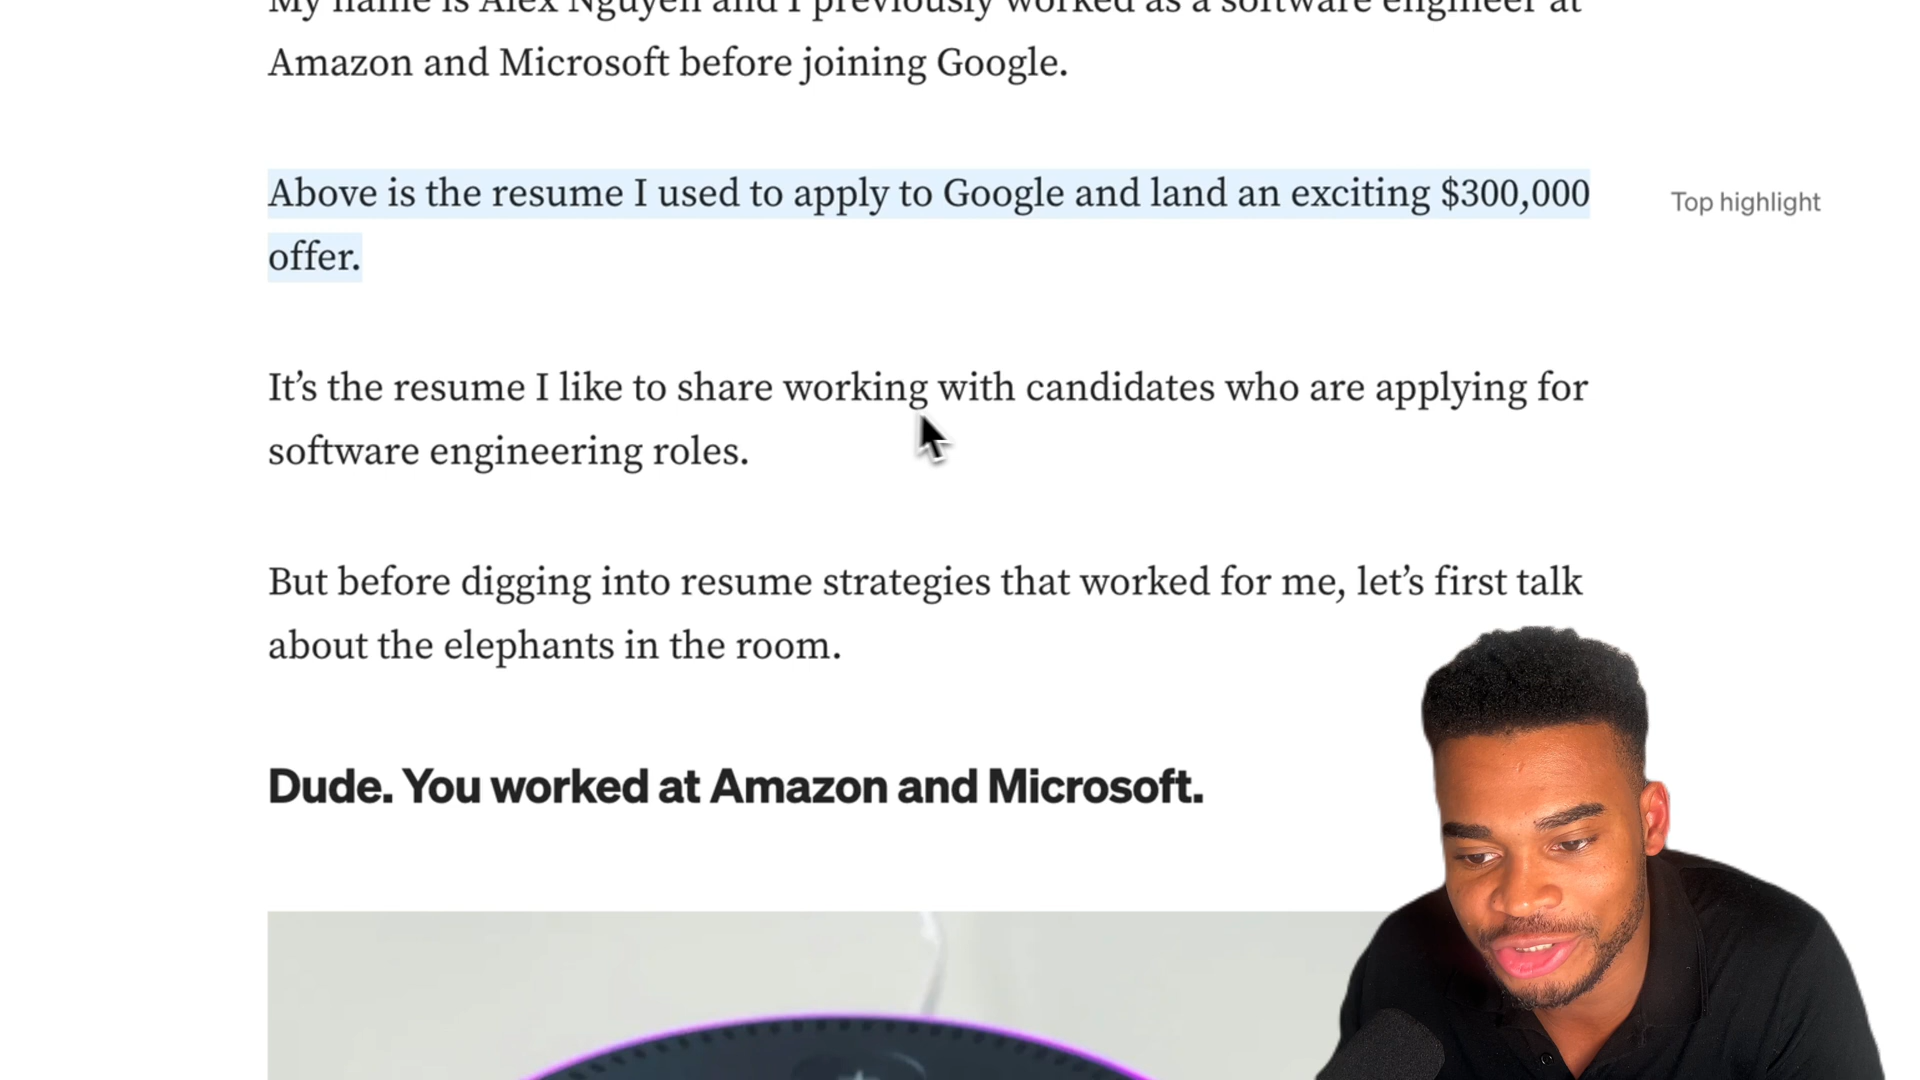 My name is Alex Nguyen and I previously worked as a software engineer at
Amazon and Microsoft before joining Google.
Above is the resume I used to apply to Google and land an exciting $300,000
Top highlight
offer.
It’s the resume I like to share working with candidates who are applying for
software engineering roles.
But before digging into resume strategies that worked for me, let’s first talk
about the elephants in the room.
Dude. You worked at Amazon and Microsoft.